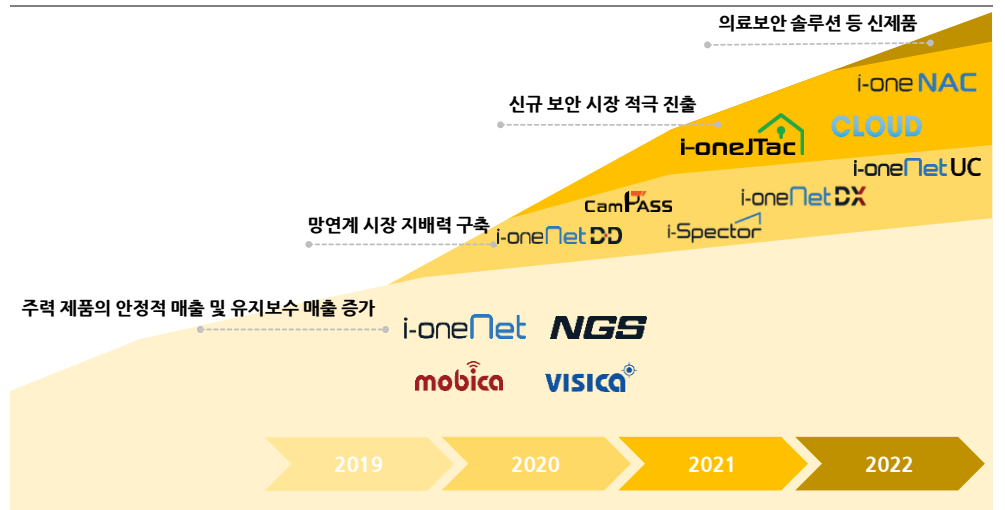 의료보안 솔루션 등 신제품
i-one NAC
신규 보안 시장 적극 진출
CLOUD
i-oneJTac
i-oneNet UC
CamPASS
i-oneNet DX
망연계 시장 지배력 구축
i-oneNet DD
i-Spector
주력 제품의 안정적 매출 및 유지보수 매출 증가
i-oneNet
NGS
mobica
VISICA
2019
2020
2021
2022